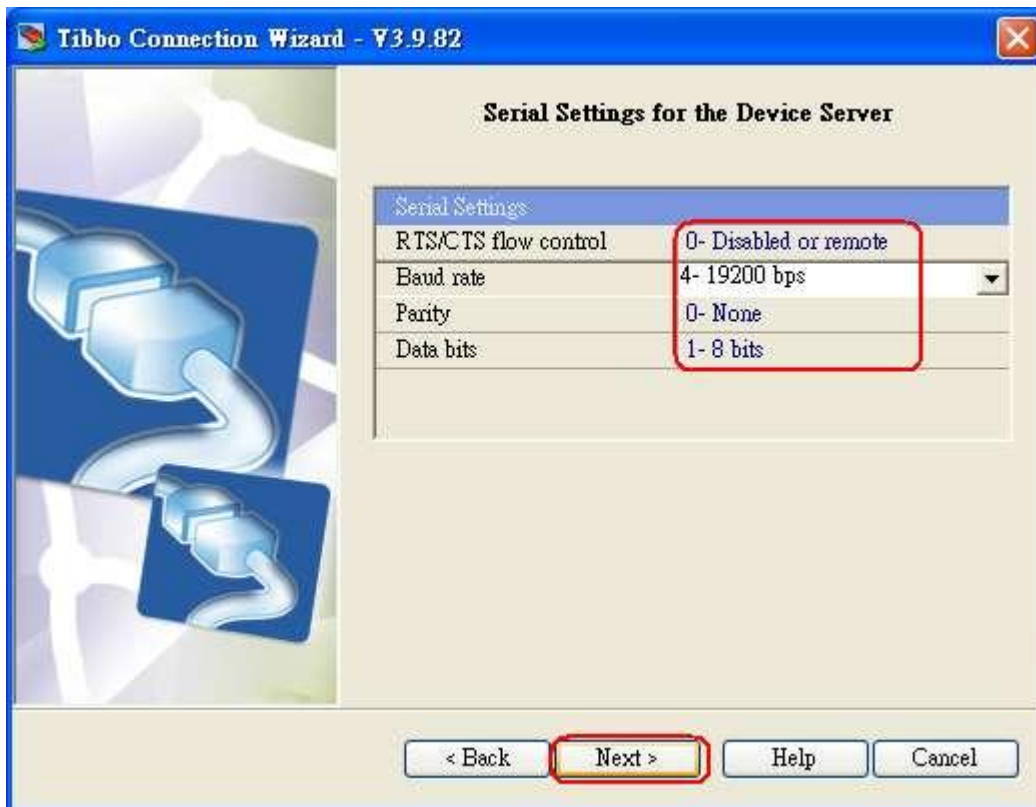 Tibbo Connection Wizard - V3.9.82
Serial Settings for the Device Server
Serial Settings
RTS/CTS flow control 0- Disabled or remote
Baud rate 4- 19200 bps
Parity 0- None
Data bits 1- 8 bits
< Back Next > Help Cancel